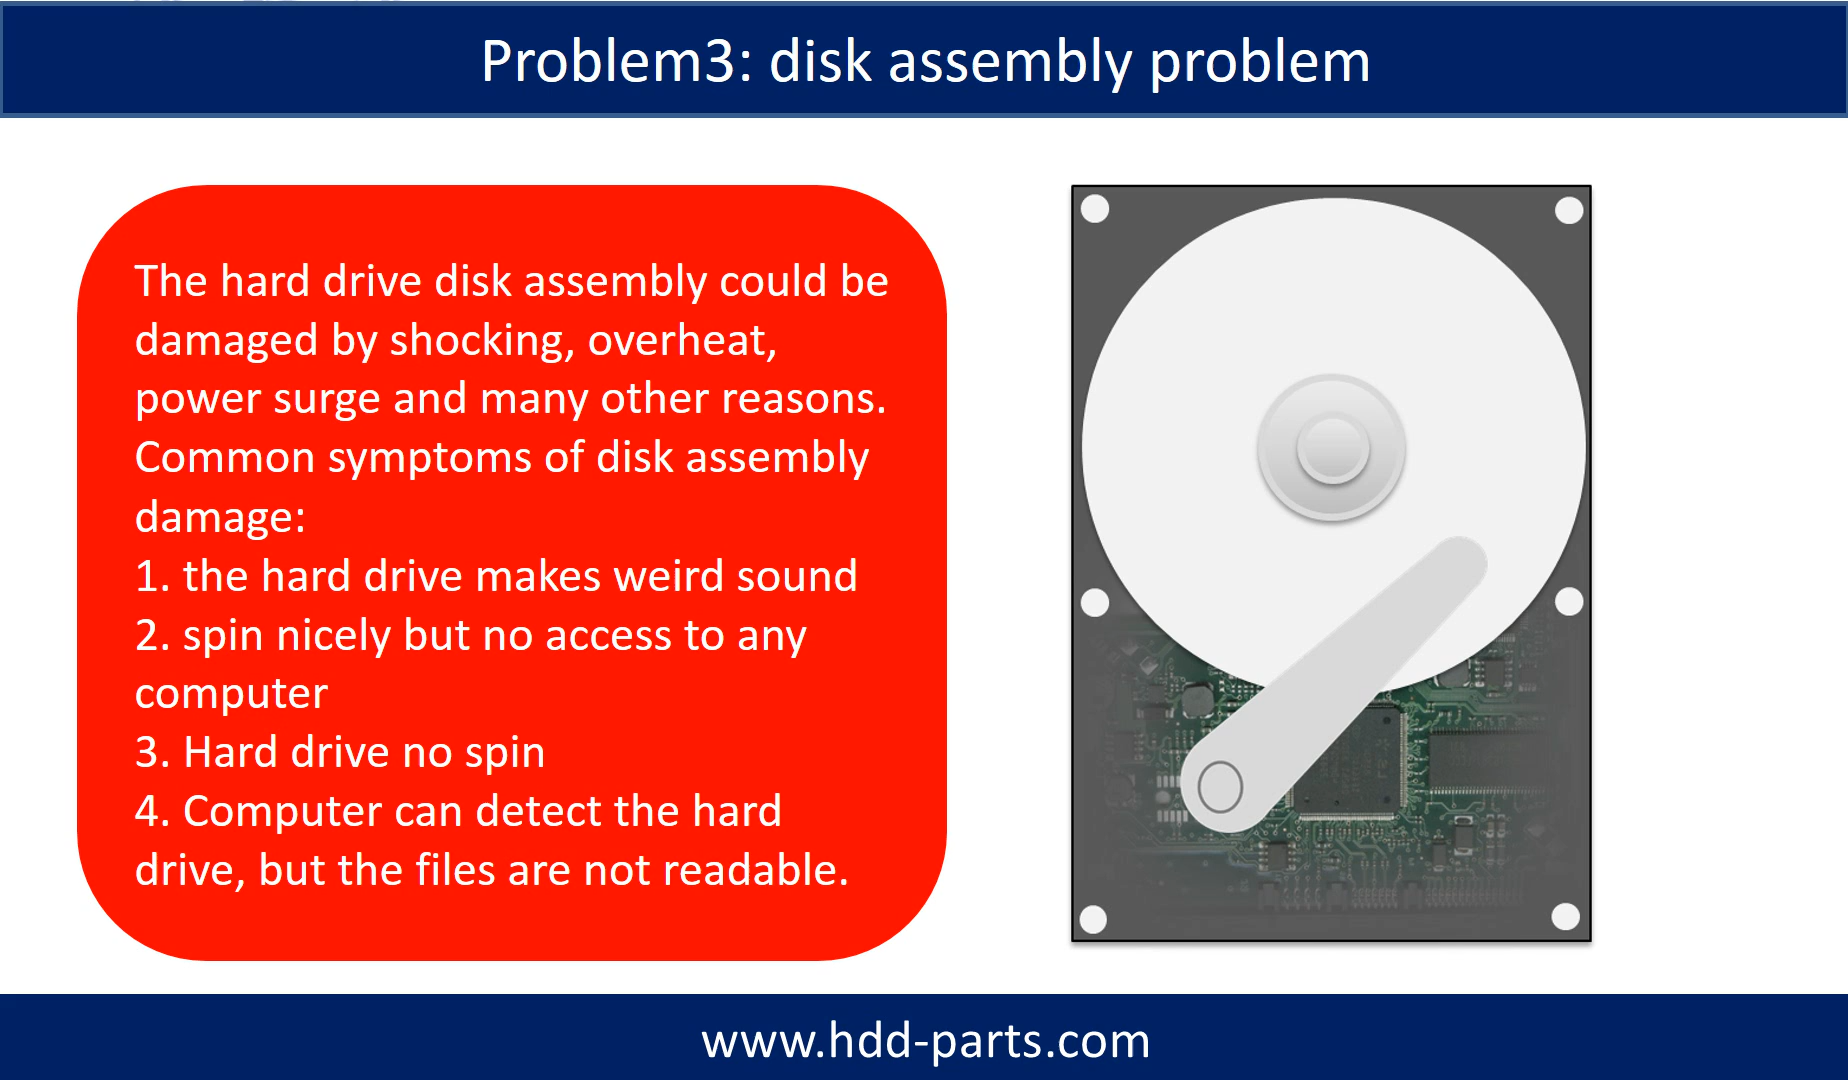 Problem3: disk assembly problem
The hard drive disk assembly could be
damaged by shocking, overheat,
power surge and many other reasons.
Common symptoms of disk assembly
damage:
1. the hard drive makes weird sound
2. spin nicely but no access to any
computer
3. Hard drive no spin
4. Computer can detect the hard
drive, but the files are not readable.
www.hdd-parts.com